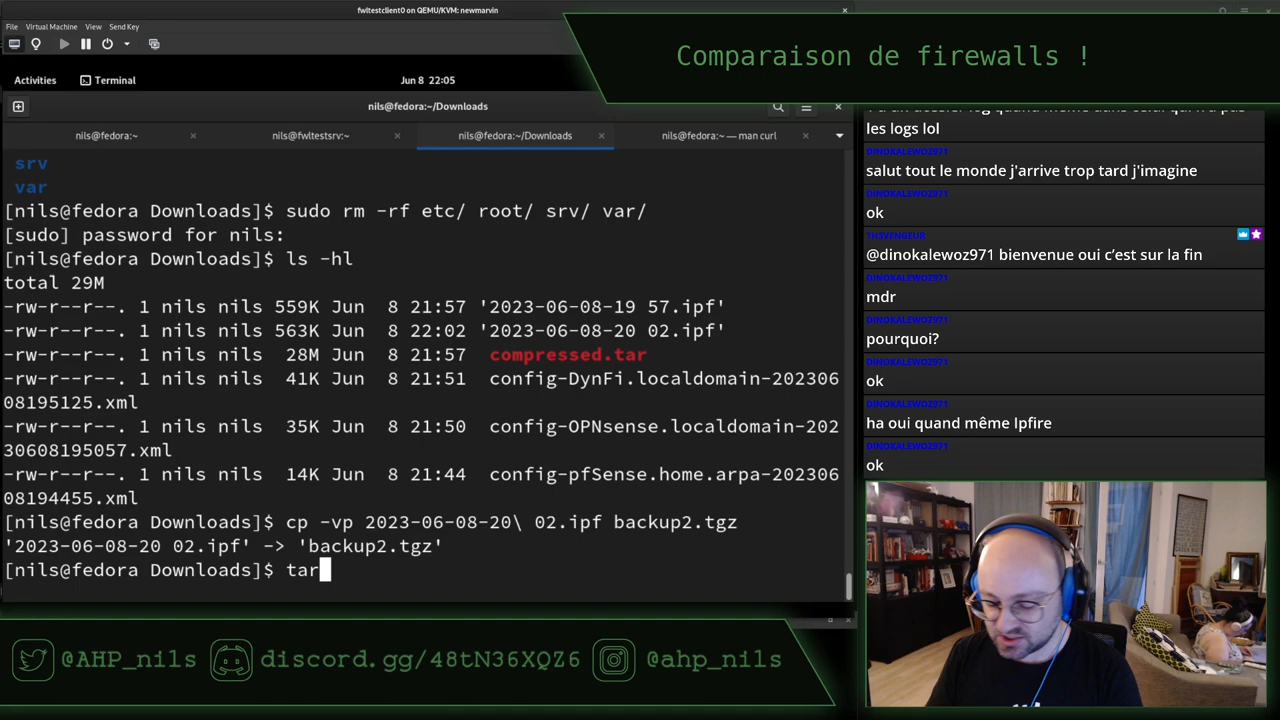 fwltestclient0 on QEMU/KVM: newmarvin
File Virtual Machine View Send Key
Activities Terminal Jun 8 22:05
nils@fedora:~/Downloads
nils@fedora:~ nils@fwltestsrv:~ nils@fedora:~/Downloads nils@fedora:~ — man curl
srv
var
[nils@fedora Downloads]$ sudo rm -rf etc/ root/ srv/ var/
[sudo] password for nils:
[nils@fedora Downloads]$ ls -hl
total 29M
-rw-r--r--. 1 nils nils 559K Jun  8 21:57 '2023-06-08-19 57.ipf'
-rw-r--r--. 1 nils nils 563K Jun  8 22:02 '2023-06-08-20 02.ipf'
-rw-r--r--. 1 nils nils  28M Jun  8 21:57  compressed.tar
-rw-r--r--. 1 nils nils  41K Jun  8 21:51  config-DynFi.localdomain-202306
08195125.xml
-rw-r--r--. 1 nils nils  35K Jun  8 21:50  config-OPNsense.localdomain-202
30608195057.xml
-rw-r--r--. 1 nils nils  14K Jun  8 21:44  config-pfSense.home.arpa-202306
08194455.xml
[nils@fedora Downloads]$ cp -vp 2023-06-08-20\ 02.ipf backup2.tgz
'2023-06-08-20 02.ipf' -> 'backup2.tgz'
[nils@fedora Downloads]$ tar
Comparaison de firewalls !
les logs lol
DINOKALEWOZ971
salut tout le monde j'arrive trop tard j'imagine
DINOKALEWOZ971
ok
TH3VENGEUR
@dinokalewoz971 bienvenue oui c’est sur la fin
DINOKALEWOZ971
mdr
DINOKALEWOZ971
pourquoi?
DINOKALEWOZ971
ok
DINOKALEWOZ971
ha oui quand même Ipfire
DINOKALEWOZ971
ok
@AHP_nils discord.gg/48tN36XQZ6 @ahp_nils